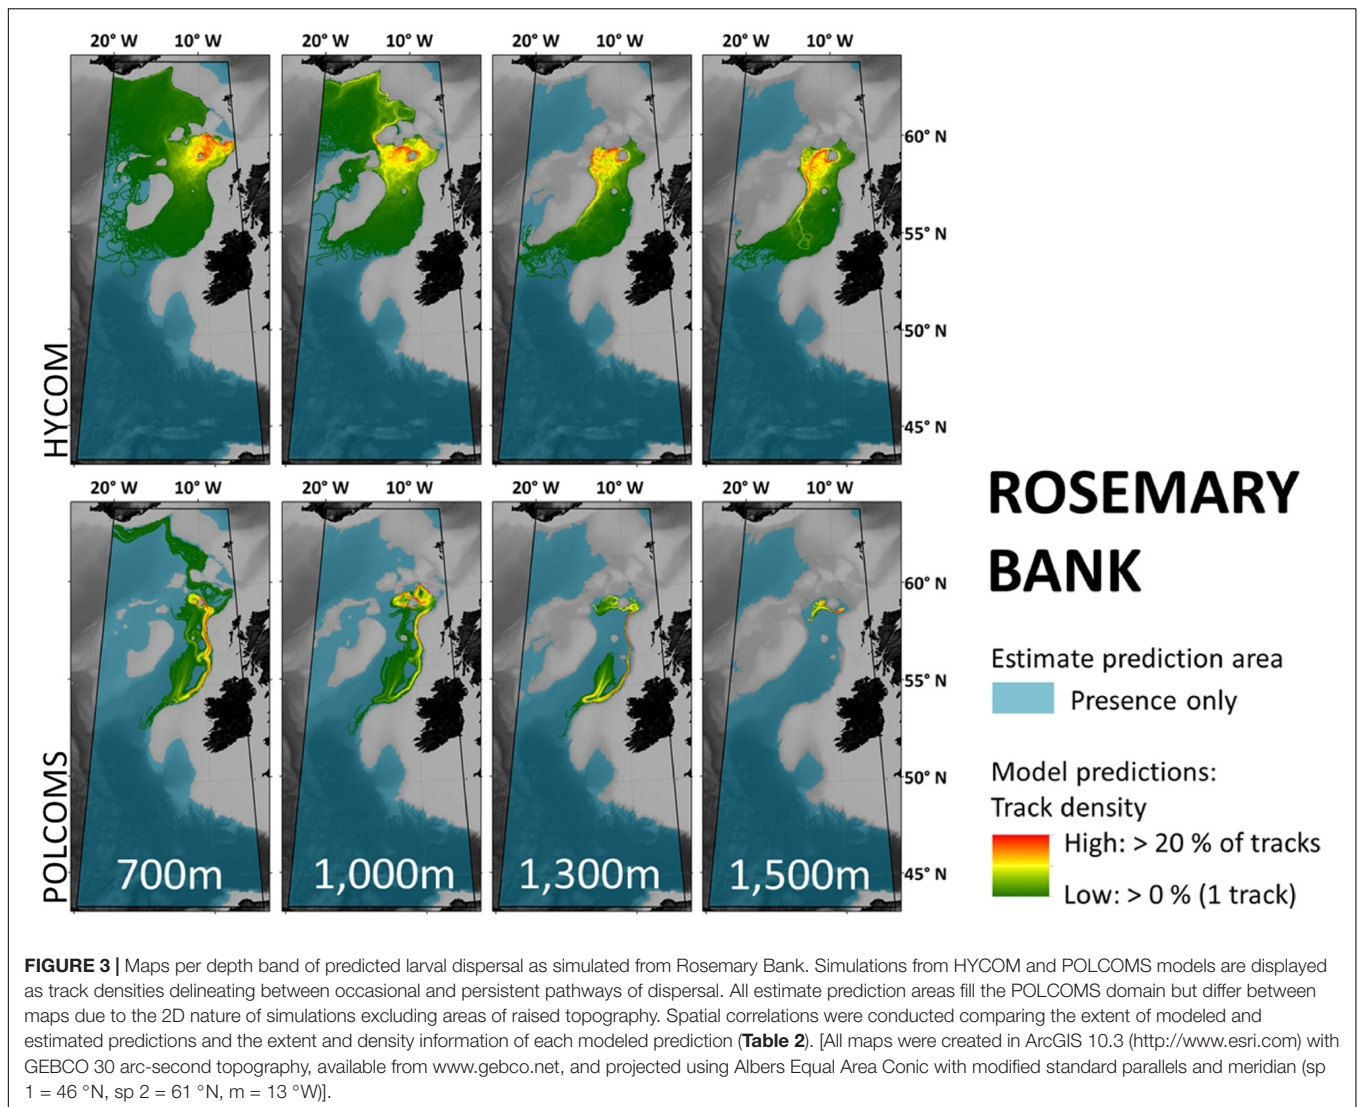 20° W 10° W 20° W 10° W 20° W 10° W 20° W 10° W
60° N
55° N
50° N
45° N
HYCOM
20° W 10° W 20° W 10° W 20° W 10° W 20° W 10° W
60° N
55° N
50° N
45° N
POLCOMS
700m 1,000m 1,300m 1,500m
ROSEMARY
BANK
Estimate prediction area
Presence only
Model predictions:
Track density
High: > 20 % of tracks
Low: > 0 % (1 track)
FIGURE 3 | Maps per depth band of predicted larval dispersal as simulated from Rosemary Bank. Simulations from HYCOM and POLCOMS models are displayed
as track densities delineating between occasional and persistent pathways of dispersal. All estimate prediction areas fill the POLCOMS domain but differ between
maps due to the 2D nature of simulations excluding areas of raised topography. Spatial correlations were conducted comparing the extent of modeled and
estimated predictions and the extent and density information of each modeled prediction (Table 2). [All maps were created in ArcGIS 10.3 (http://www.esri.com) with
GEBCO 30 arc-second topography, available from www.gebco.net, and projected using Albers Equal Area Conic with modified standard parallels and meridian (sp
1 = 46 °N, sp 2 = 61 °N, m = 13 °W)].